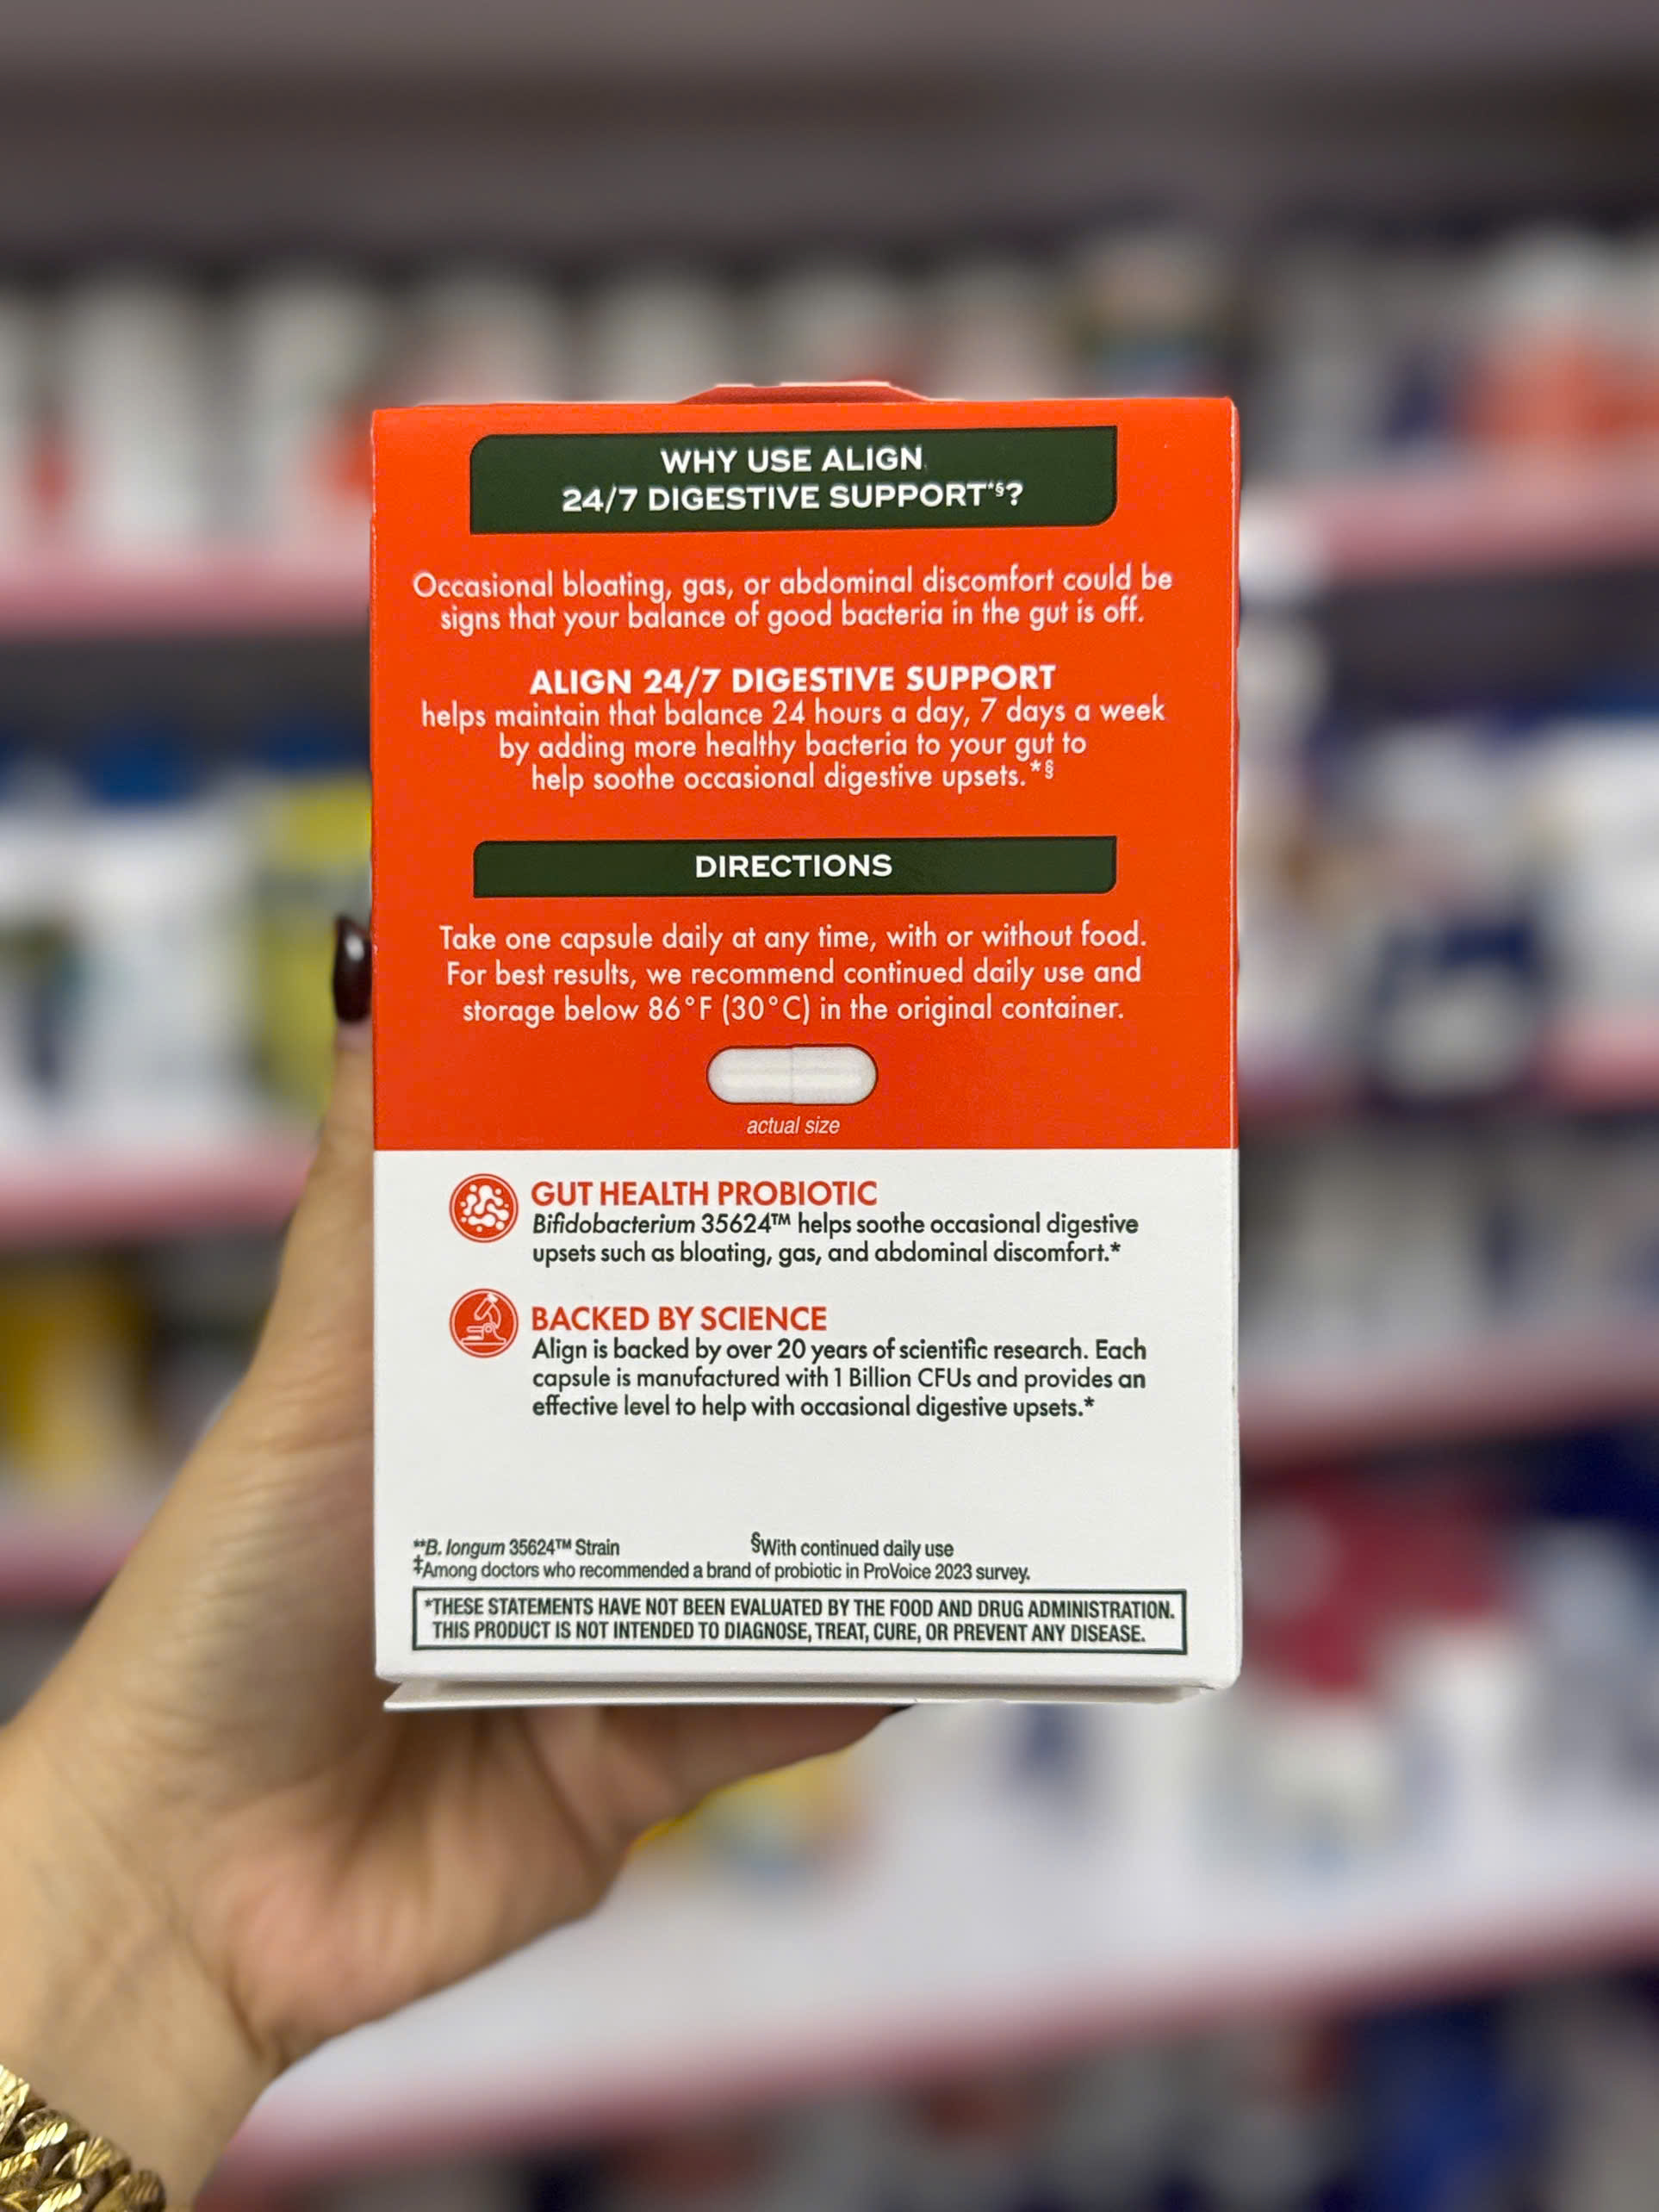 WHY USE ALIGN
24/7 DIGESTIVE SUPPORT*§?
Occasional bloating, gas, or abdominal discomfort could be
signs that your balance of good bacteria in the gut is off.
ALIGN 24/7 DIGESTIVE SUPPORT
helps maintain that balance 24 hours a day, 7 days a week
by adding more healthy bacteria to your gut to
help soothe occasional digestive upsets.*§
DIRECTIONS
Take one capsule daily at any time, with or without food.
For best results, we recommend continued daily use and
storage below 86°F (30°C) in the original container.
actual size
GUT HEALTH PROBIOTIC
Bifidobacterium 35624™ helps soothe occasional digestive
upsets such as bloating, gas, and abdominal discomfort.*
BACKED BY SCIENCE
Align is backed by over 20 years of scientific research. Each
capsule is manufactured with 1 Billion CFUs and provides an
effective level to help with occasional digestive upsets.*
**B. longum 35624™ Strain §With continued daily use
‡Among doctors who recommended a brand of probiotic in ProVoice 2023 survey.
*THESE STATEMENTS HAVE NOT BEEN EVALUATED BY THE FOOD AND DRUG ADMINISTRATION.
THIS PRODUCT IS NOT INTENDED TO DIAGNOSE, TREAT, CURE, OR PREVENT ANY DISEASE.